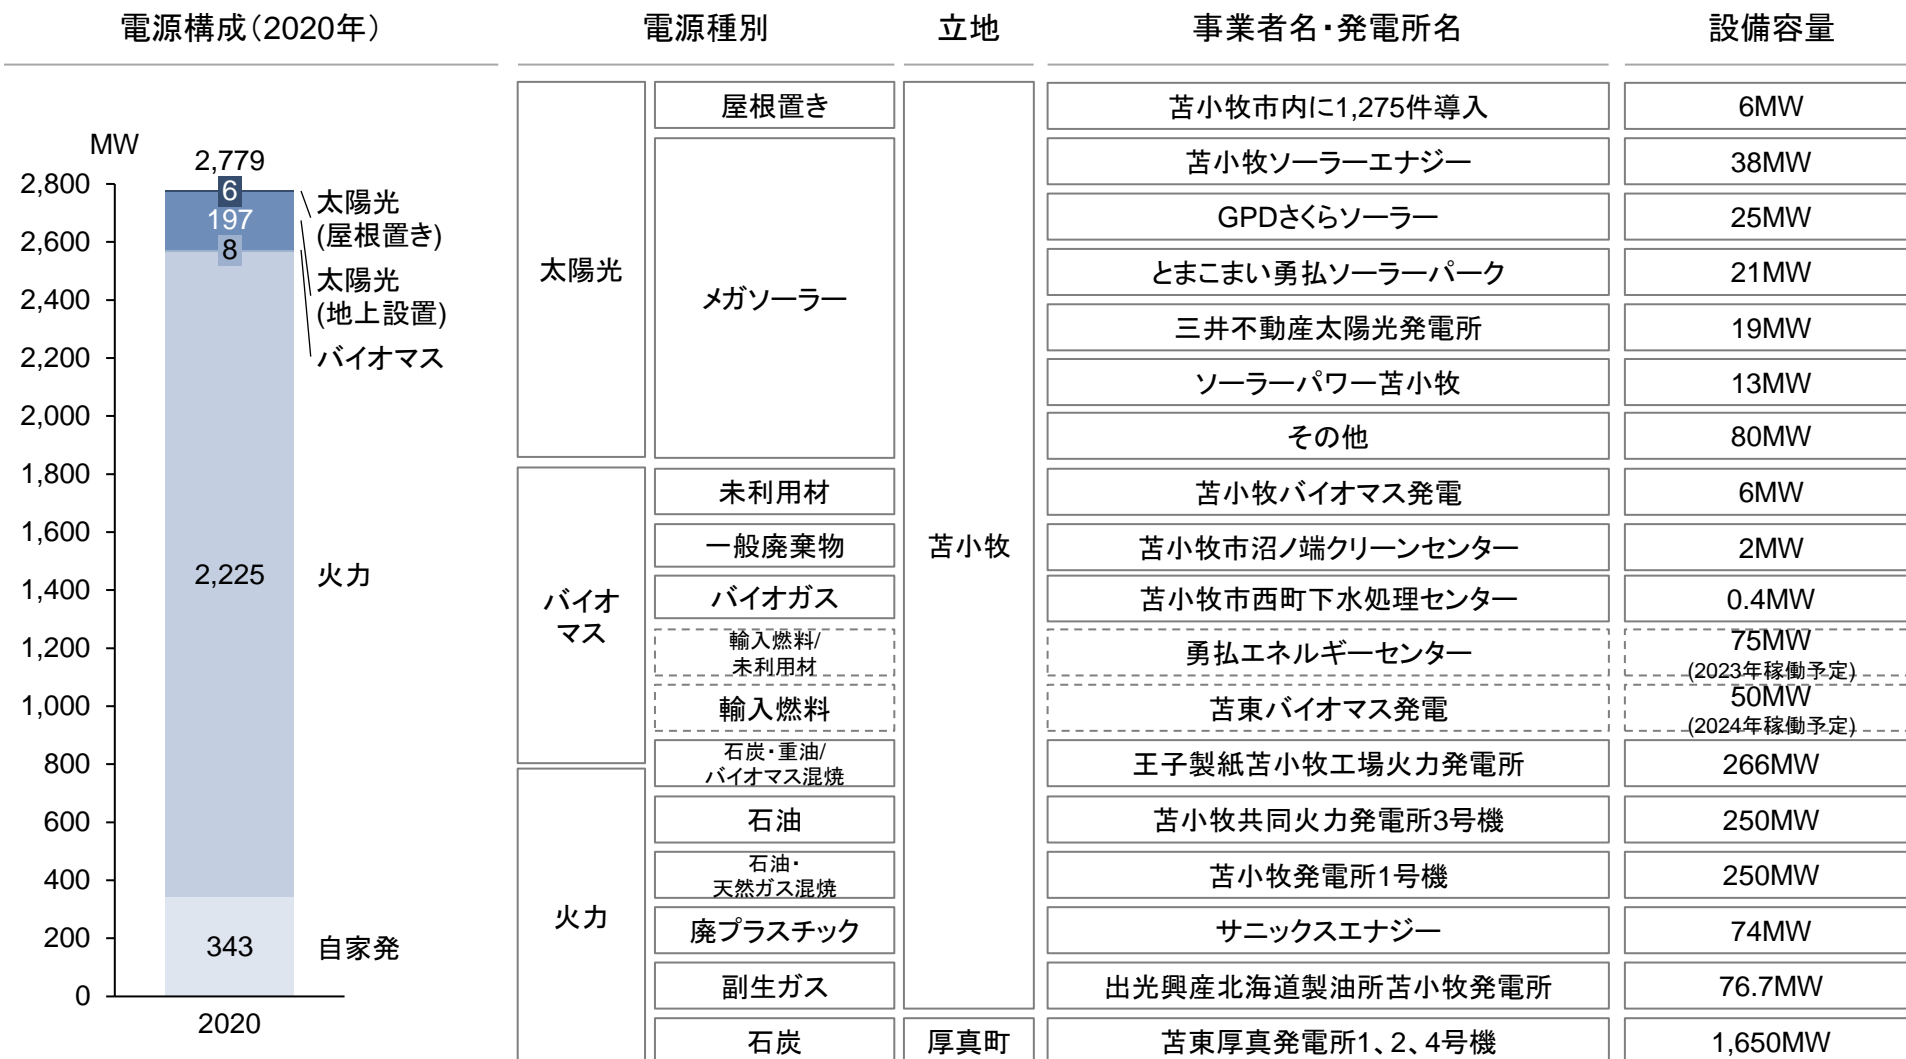 電源構成（2020年）
電源種別
立地
事業者名・発電所名
設備容量
MW
2,779
2,800
2,600
2,400
2,200
2,000
1,800
1,600
1,400
1,200
1,000
800
600
400
200
0
6
197
8
2,225
343
2020
太陽光
(屋根置き)
太陽光
(地上設置)
バイオマス
火力
自家発
太陽光
屋根置き
苫小牧市内に1,275件導入
6MW
メガソーラー
苫小牧ソーラーエナジー
38MW
GPDさくらソーラー
25MW
とまこまい勇払ソーラーパーク
21MW
三井不動産太陽光発電所
19MW
ソーラーパワー苫小牧
13MW
その他
80MW
苫小牧
バイオ
マス
未利用材
苫小牧バイオマス発電
6MW
一般廃棄物
苫小牧市沼ノ端クリーンセンター
2MW
バイオガス
苫小牧市西町下水処理センター
0.4MW
輸入燃料/
未利用材
勇払エネルギーセンター
75MW
(2023年稼働予定)
輸入燃料
苫東バイオマス発電
50MW
(2024年稼働予定)
石炭・重油/
バイオマス混焼
王子製紙苫小牧工場火力発電所
266MW
火力
石油
苫小牧共同火力発電所3号機
250MW
石油・
天然ガス混焼
苫小牧発電所1号機
250MW
廃プラスチック
サニックスエナジー
74MW
副生ガス
出光興産北海道製油所苫小牧発電所
76.7MW
石炭
厚真町
苫東厚真発電所1、2、4号機
1,650MW